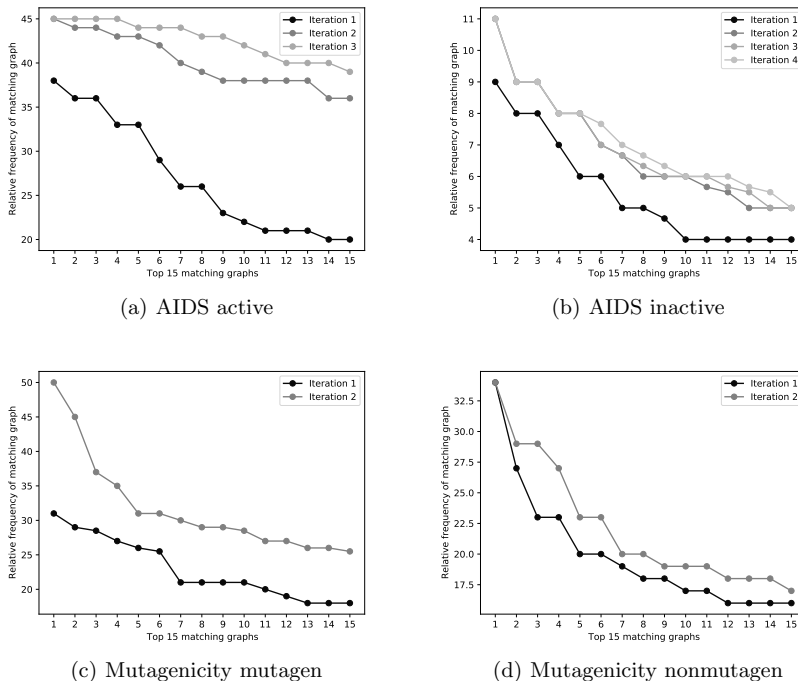 45
40
35
30
25
20
Relative frequency of matching graph
Iteration 1
Iteration 2
Iteration 3
1 2 3 4 5 6 7 8 9 10 11 12 13 14 15
Top 15 matching graphs
(a) AIDS active
11
10
9
8
7
6
5
4
Relative frequency of matching graph
Iteration 1
Iteration 2
Iteration 3
Iteration 4
1 2 3 4 5 6 7 8 9 10 11 12 13 14 15
Top 15 matching graphs
(b) AIDS inactive
50
45
40
35
30
25
20
Relative frequency of matching graph
Iteration 1
Iteration 2
1 2 3 4 5 6 7 8 9 10 11 12 13 14 15
Top 15 matching graphs
(c) Mutagenicity mutagen
32.5
30.0
27.5
25.0
22.5
20.0
17.5
Relative frequency of matching graph
Iteration 1
Iteration 2
1 2 3 4 5 6 7 8 9 10 11 12 13 14 15
Top 15 matching graphs
(d) Mutagenicity nonmutagen